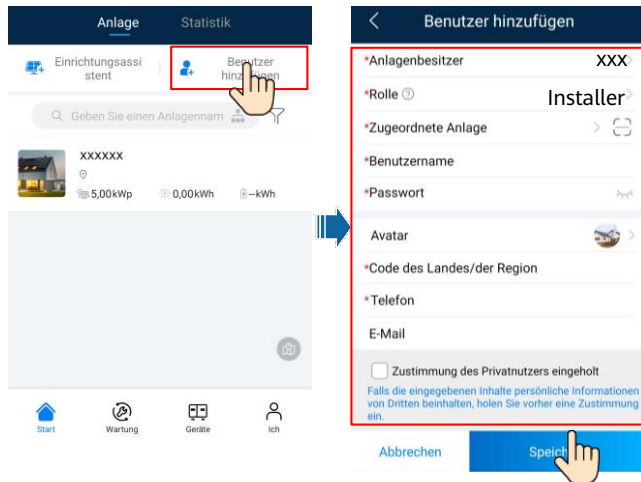 Anlage
Statistik
Einrichtungsassi
stent
Benutzer
hinzufügen
Geben Sie einen Anlagennam
xxxxxx
5,00kWp
0,00kWh
--kWh
Start
Wartung
Geräte
Ich
Benutzer hinzufügen
*Anlagenbesitzer
XXX
*Rolle
Installer
*Zugeordnete Anlage
*Benutzername
*Passwort
Avatar
*Code des Landes/der Region
*Telefon
E-Mail
Zustimmung des Privatnutzers eingeholt
Falls die eingegebenen Inhalte persönliche Informationen
von Dritten beinhalten, holen Sie vorher eine Zustimmung
ein.
Abbrechen
Speich